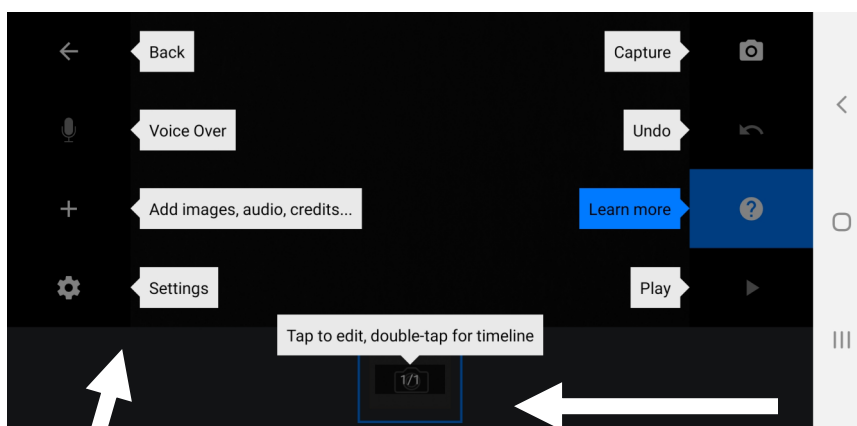 Back
Capture
Voice Over
Undo
Add images, audio, credits...
Learn more
?
Settings
Play
Tap to edit, double-tap for timeline
1/1